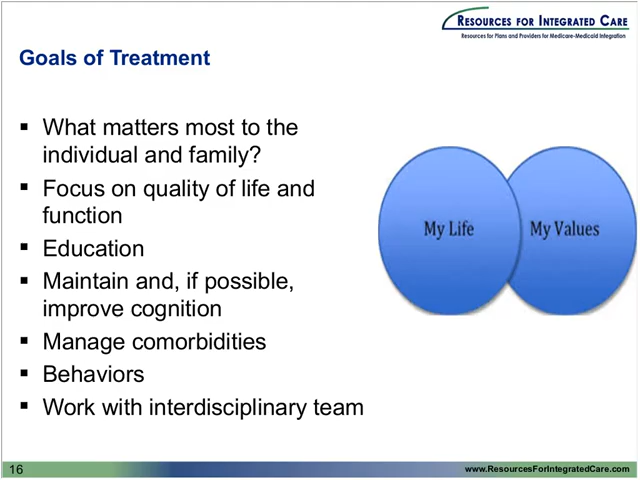 RESOURCES FOR INTEGRATED CARE
Resources for Plans and Providers for Medicare-Medicaid Integration
Goals of Treatment
▪ What matters most to the
individual and family?
▪ Focus on quality of life and
function
▪ Education
▪ Maintain and, if possible,
improve cognition
▪ Manage comorbidities
▪ Behaviors
▪ Work with interdisciplinary team
My Life
My Values
16
www.ResourcesForIntegratedCare.com